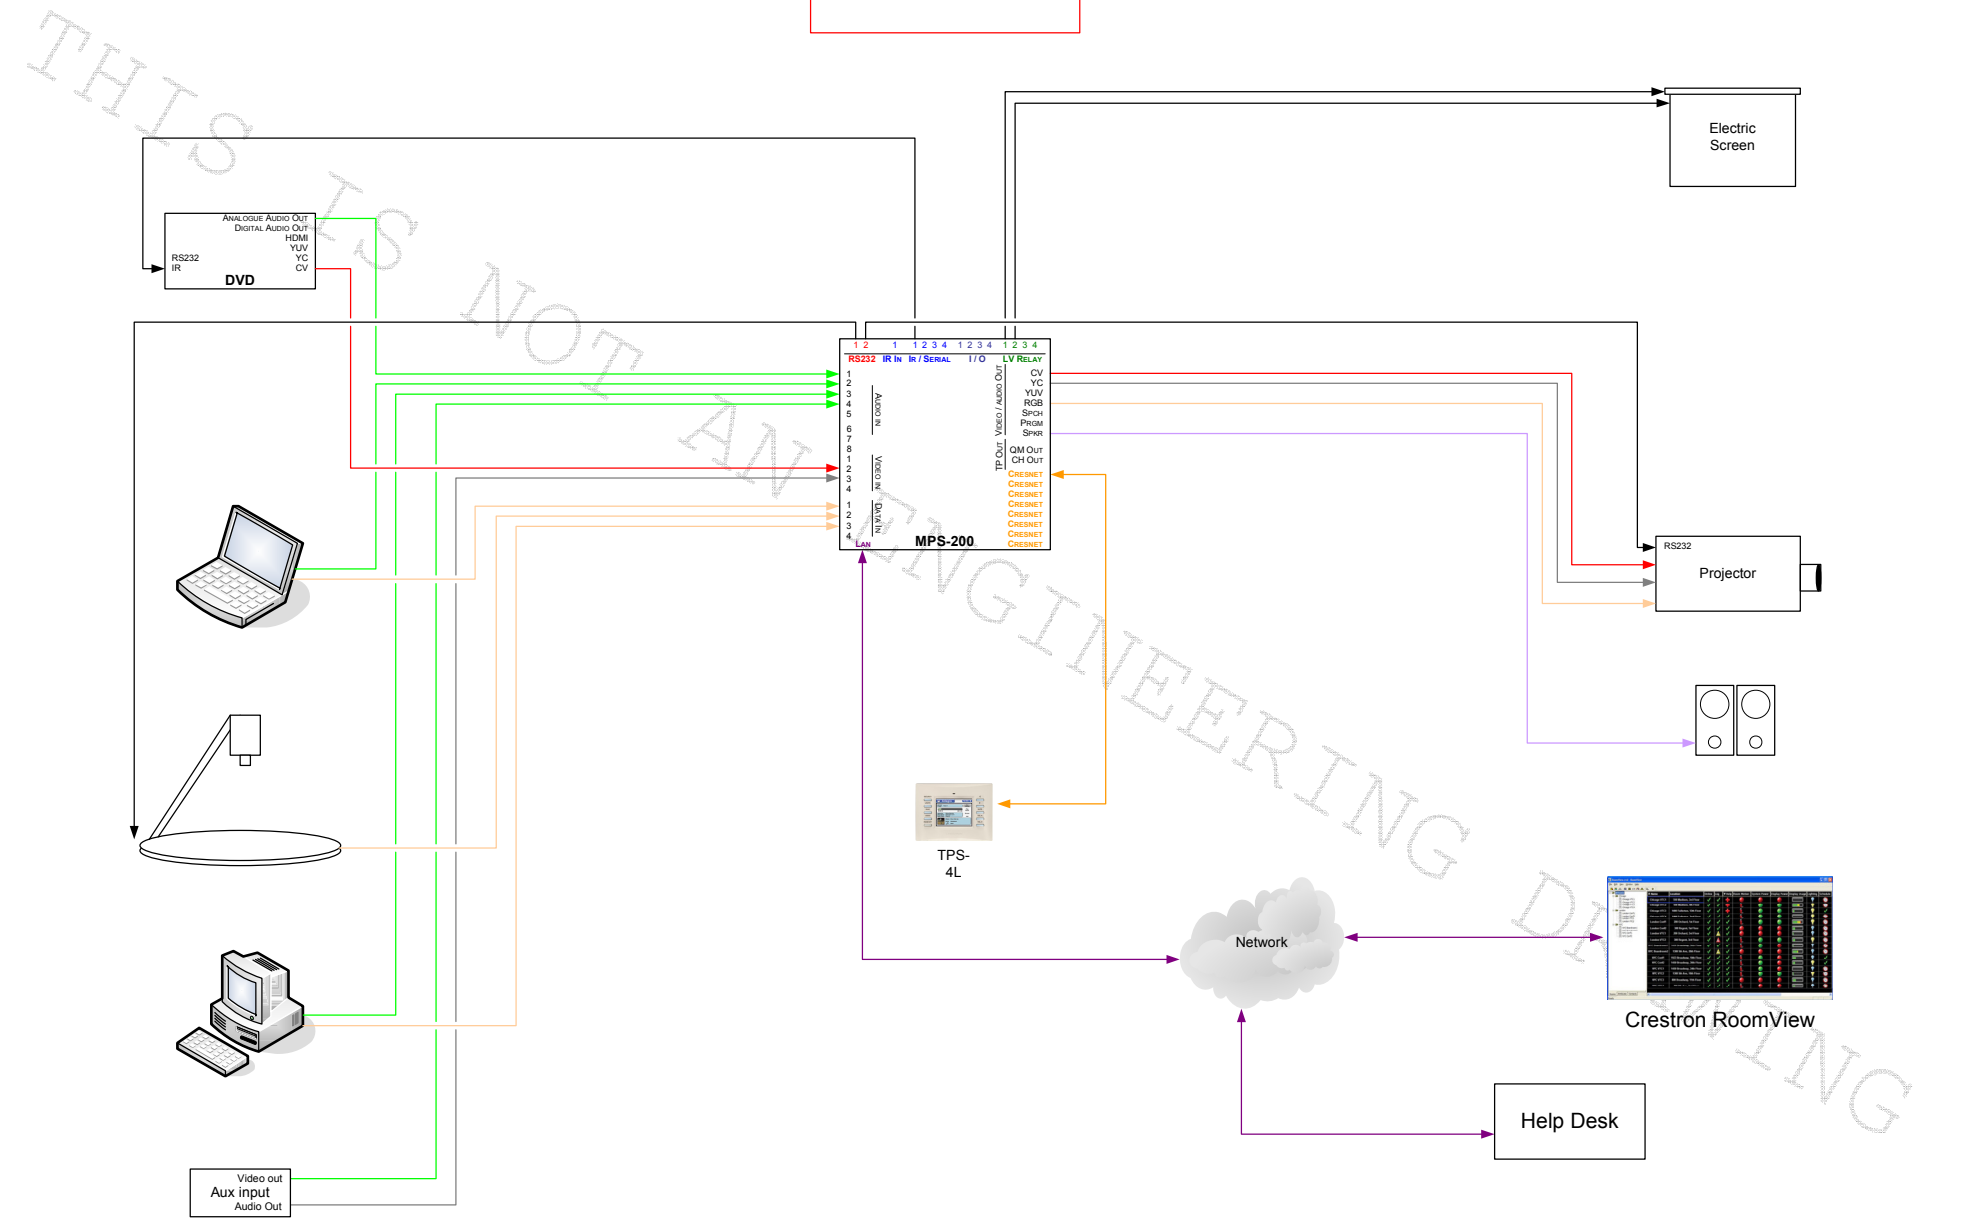 THIS IS NOT AN ENGINEERING DRAWING
Electric
Screen
ANALOGUE AUDIO OUT
DIGITAL AUDIO OUT
HDMI
YUV
RS232 YC
IR CV
DVD
1 2 1 1 2 3 4 1 2 3 4 1 2 3 4
RS232 IR IN IR / SERIAL I / O LV RELAY
1
2
3
4
5
6
7
8
AUDIO IN
1
2
3
4
VIDEO IN
1
2
3
4
DATA IN
LAN
MPS-200
VIDEO / AUDIO OUT
CV
YC
YUV
RGB
SPCH
PRGM
SPKR
TP OUT
QM OUT
CH OUT
CRESNET
CRESNET
CRESNET
CRESNET
CRESNET
CRESNET
CRESNET
CRESNET
RS232
Projector
TPS-
4L
Network
Crestron RoomView
Help Desk
Video out
Aux input
Audio Out